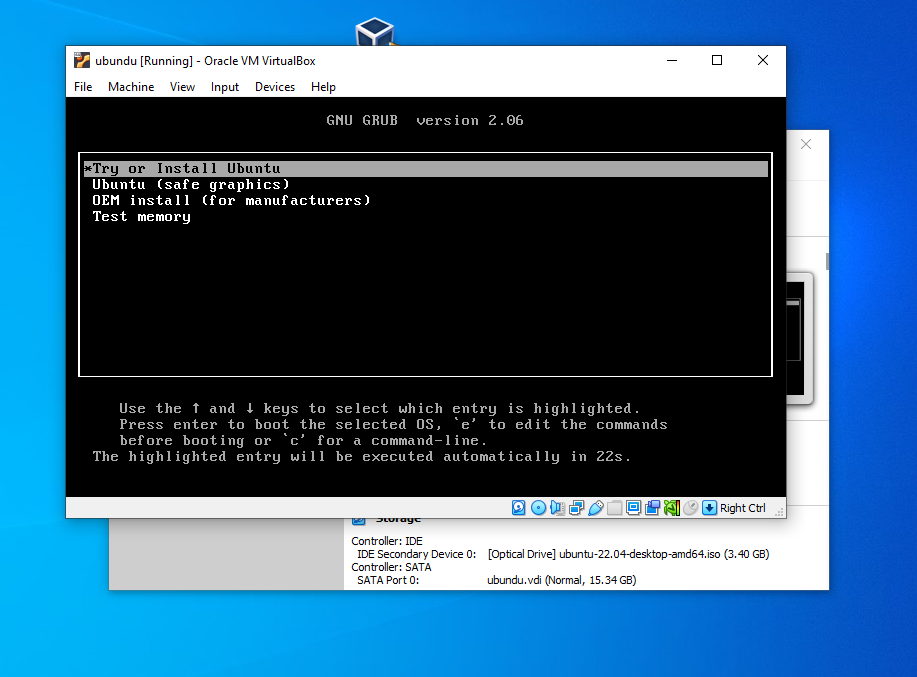 ubundu [Running] - Oracle VM VirtualBox
File Machine View Input Devices Help
GNU GRUB version 2.06
*Try or Install Ubuntu
Ubuntu (safe graphics)
OEM install (for manufacturers)
Test memory
Use the ↑ and ↓ keys to select which entry is highlighted.
Press enter to boot the selected OS, `e' to edit the commands
before booting or `c' for a command-line.
The highlighted entry will be executed automatically in 22s.
Right Ctrl
Storage
Controller: IDE
IDE Secondary Device 0: [Optical Drive] ubuntu-22.04-desktop-amd64.iso (3.40 GB)
Controller: SATA
SATA Port 0: ubundu.vdi (Normal, 15.34 GB)